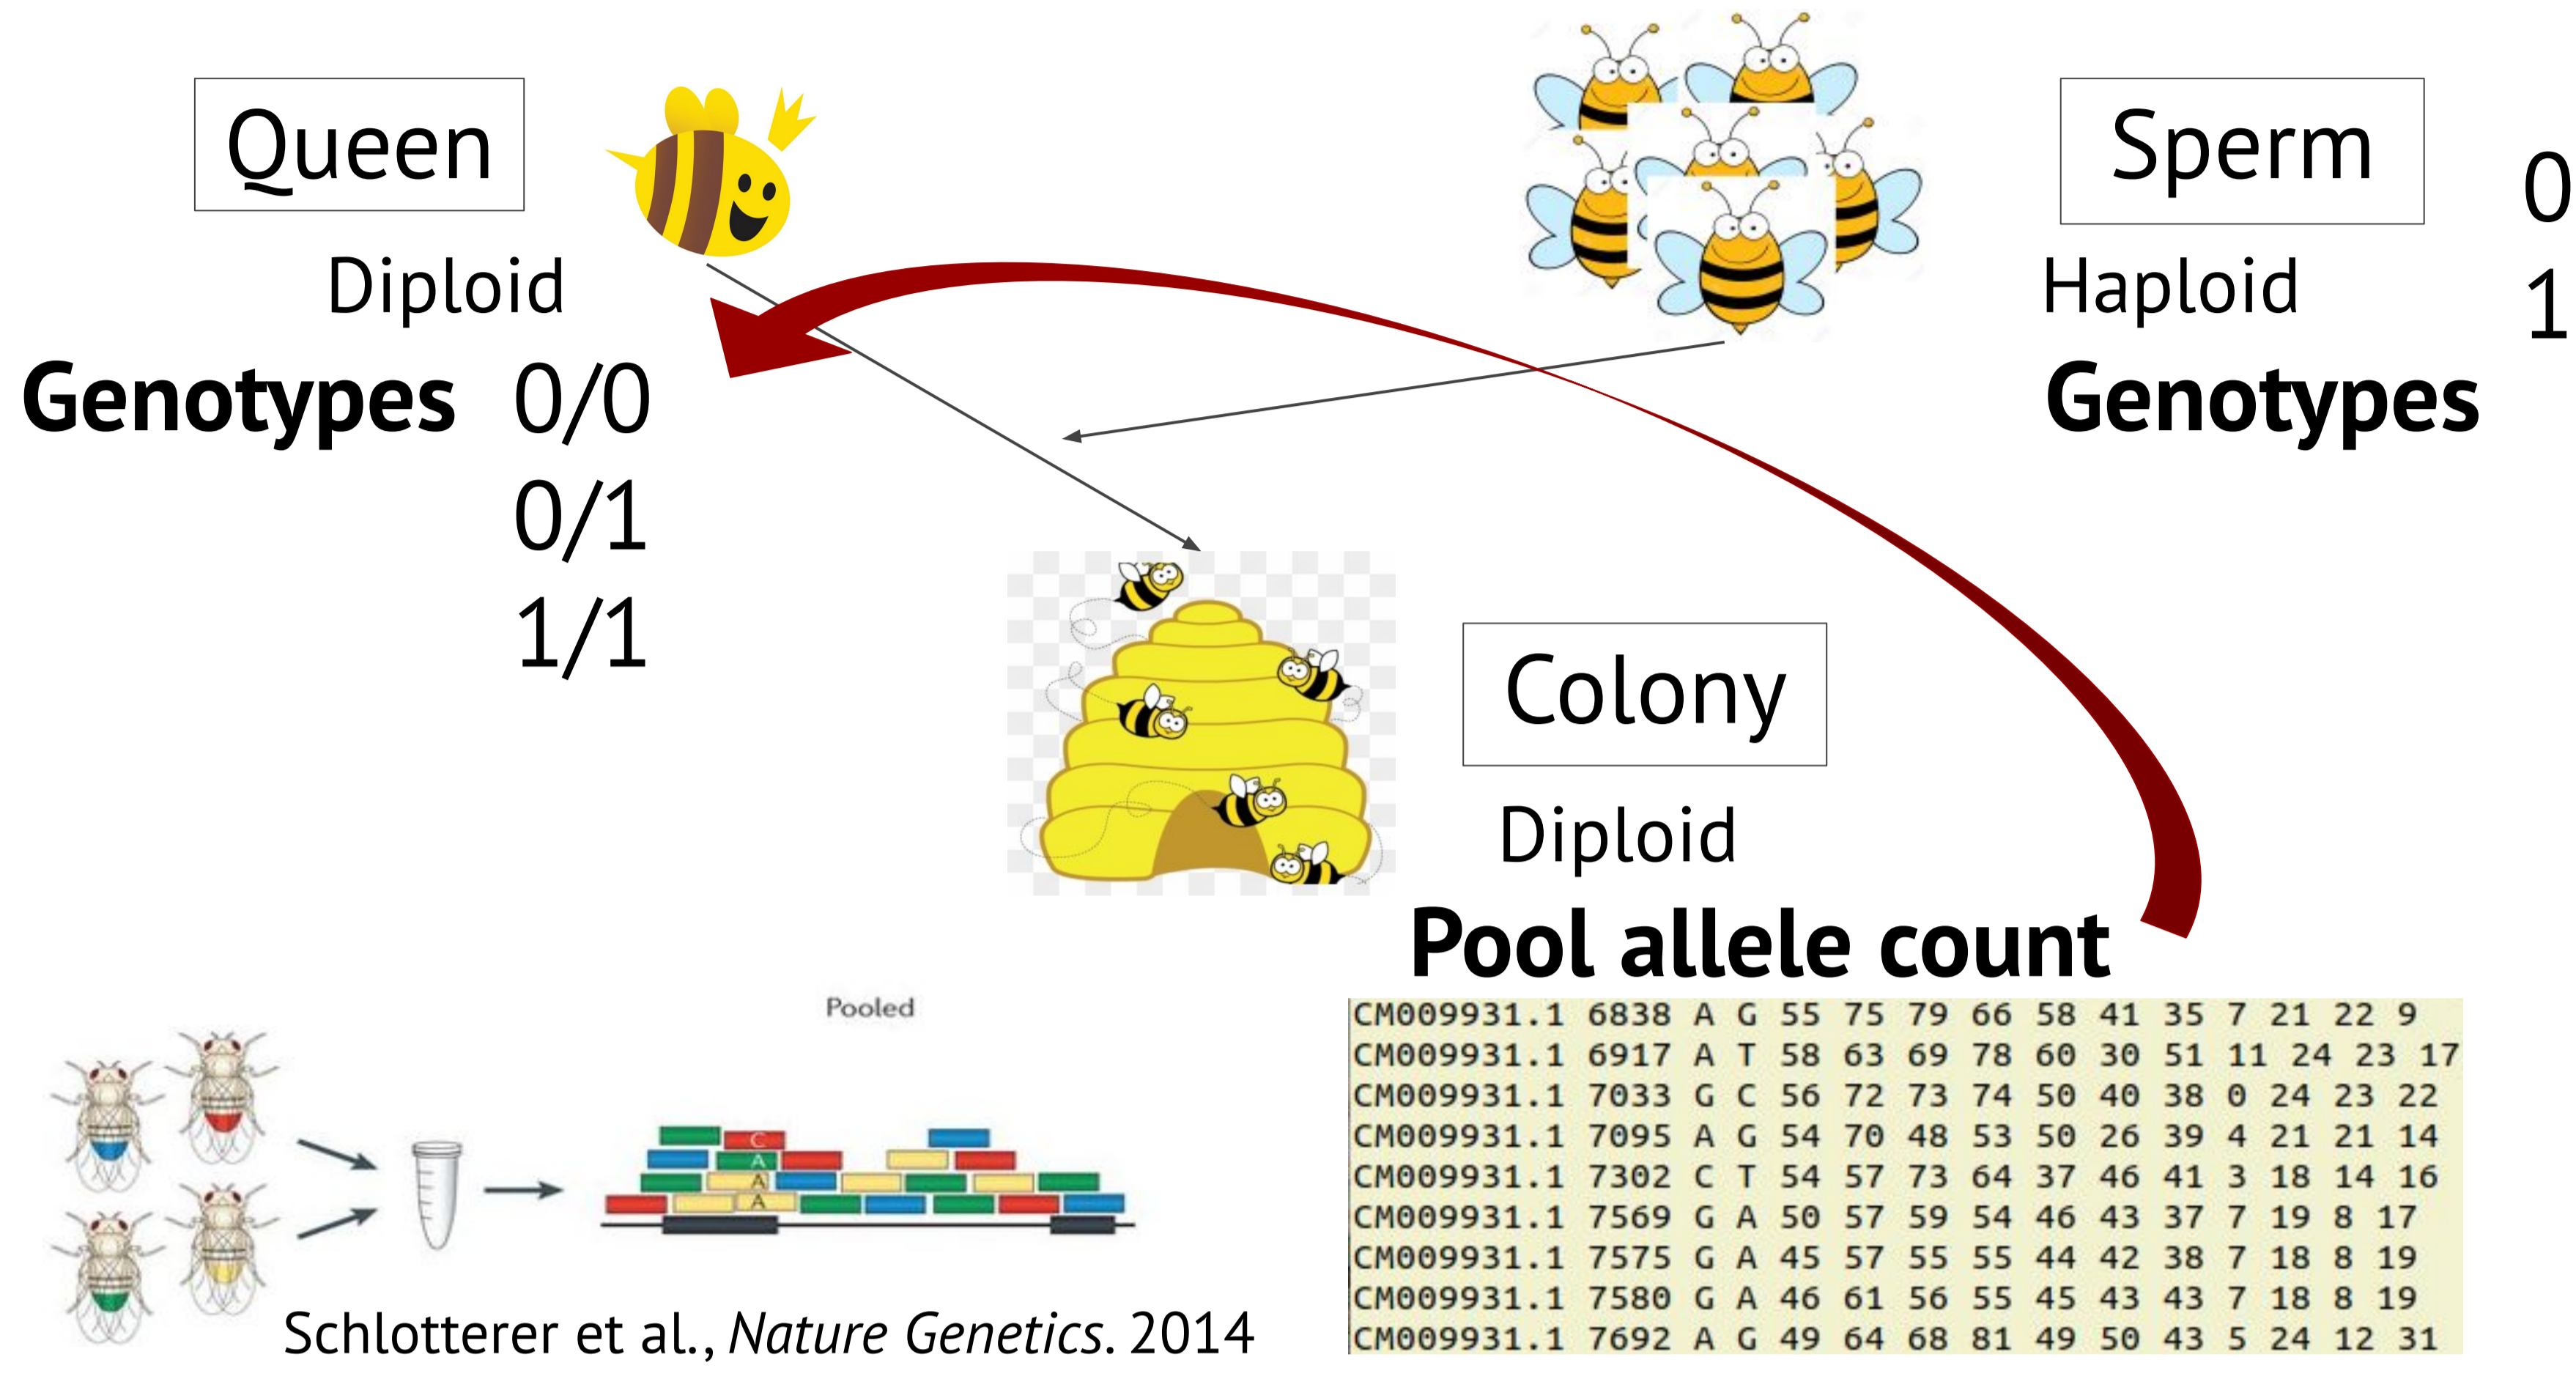 Queen
Diploid
Genotypes 0/0
0/1
1/1
Sperm
0
Haploid
1
Genotypes
Colony
Diploid
Pool allele count
CM009931.1 6838 A G 55 75 79 66 58 41 35 7 21 22 9
CM009931.1 6917 A T 58 63 69 78 60 30 51 11 24 23 17
CM009931.1 7033 G C 56 72 73 74 50 40 38 0 24 23 22
CM009931.1 7095 A G 54 70 48 53 50 26 39 4 21 21 14
CM009931.1 7302 C T 54 57 73 64 37 46 41 3 18 14 16
CM009931.1 7569 G A 50 57 59 54 46 43 37 7 19 8 17
CM009931.1 7575 G A 45 57 55 55 44 42 38 7 18 8 19
CM009931.1 7580 G A 46 61 56 55 45 43 43 7 18 8 19
CM009931.1 7692 A G 49 64 68 81 49 50 43 5 24 12 31
Pooled
C
A
A
A
Schlotterer et al., Nature Genetics. 2014